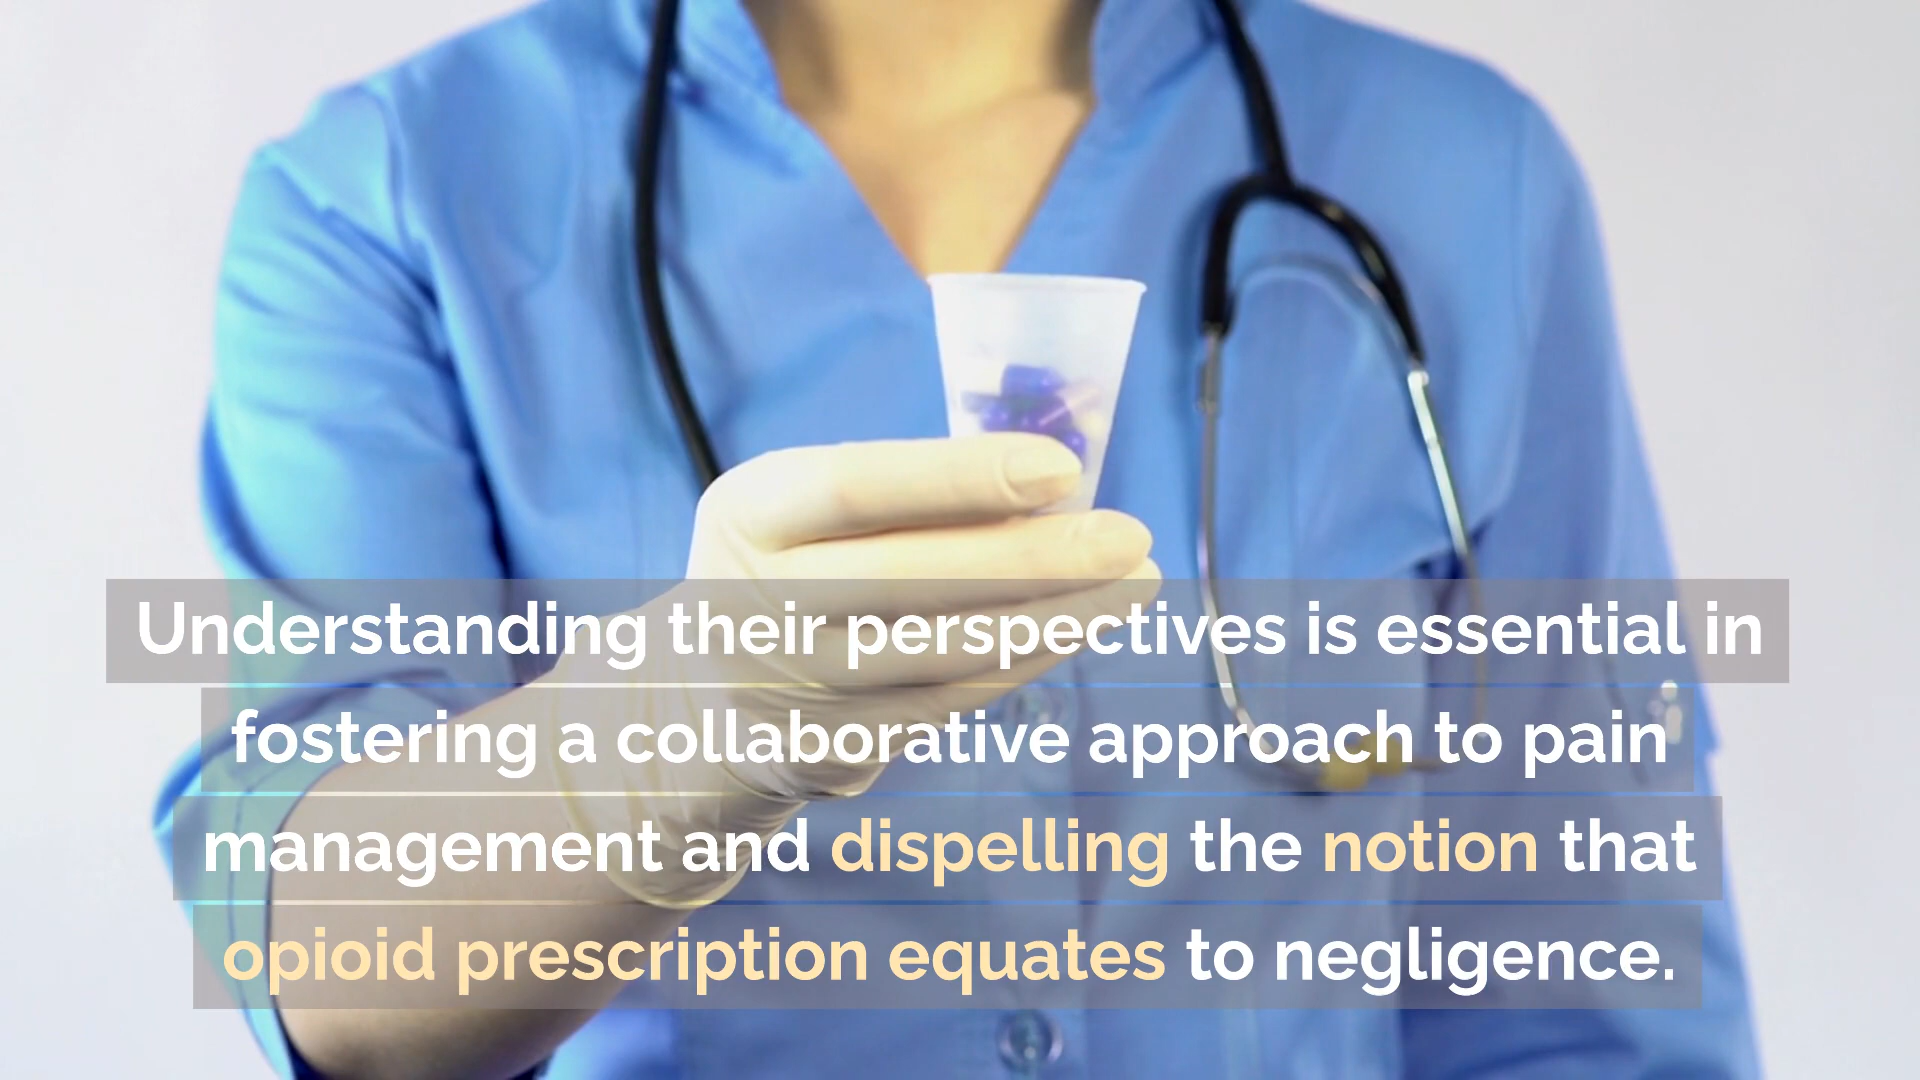 Understanding their perspectives is essential in
fostering a collaborative approach to pain
management and dispelling the notion that
opioid prescription equates to negligence.